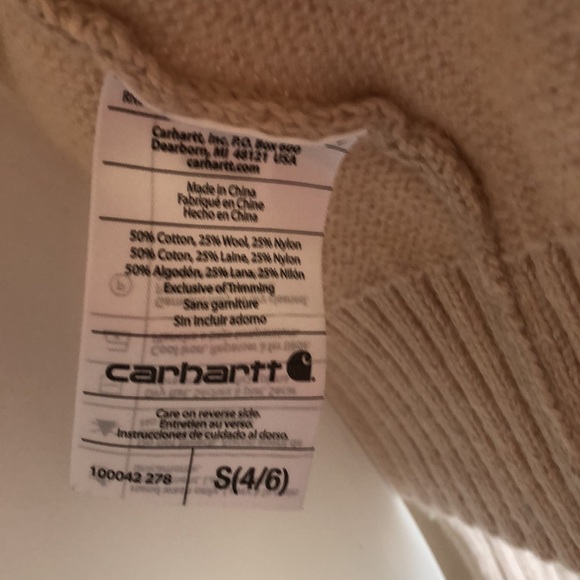 Carhartt, Inc. P.O. Box 600
Dearborn, MI 48121 USA
carhartt.com
Made in China
Fabriqué en Chine
Hecho en China
50% Cotton, 25% Wool, 25% Nylon
50% Coton, 25% Laine, 25% Nylon
50% Algodón, 25% Lana, 25% Nilón
Exclusive of Trimming
Sans garniture
Sin incluir adorno
carhartt
Care on reverse side.
Entretien au verso.
Instrucciones de cuidado al dorso.
100042 278 S(4/6)